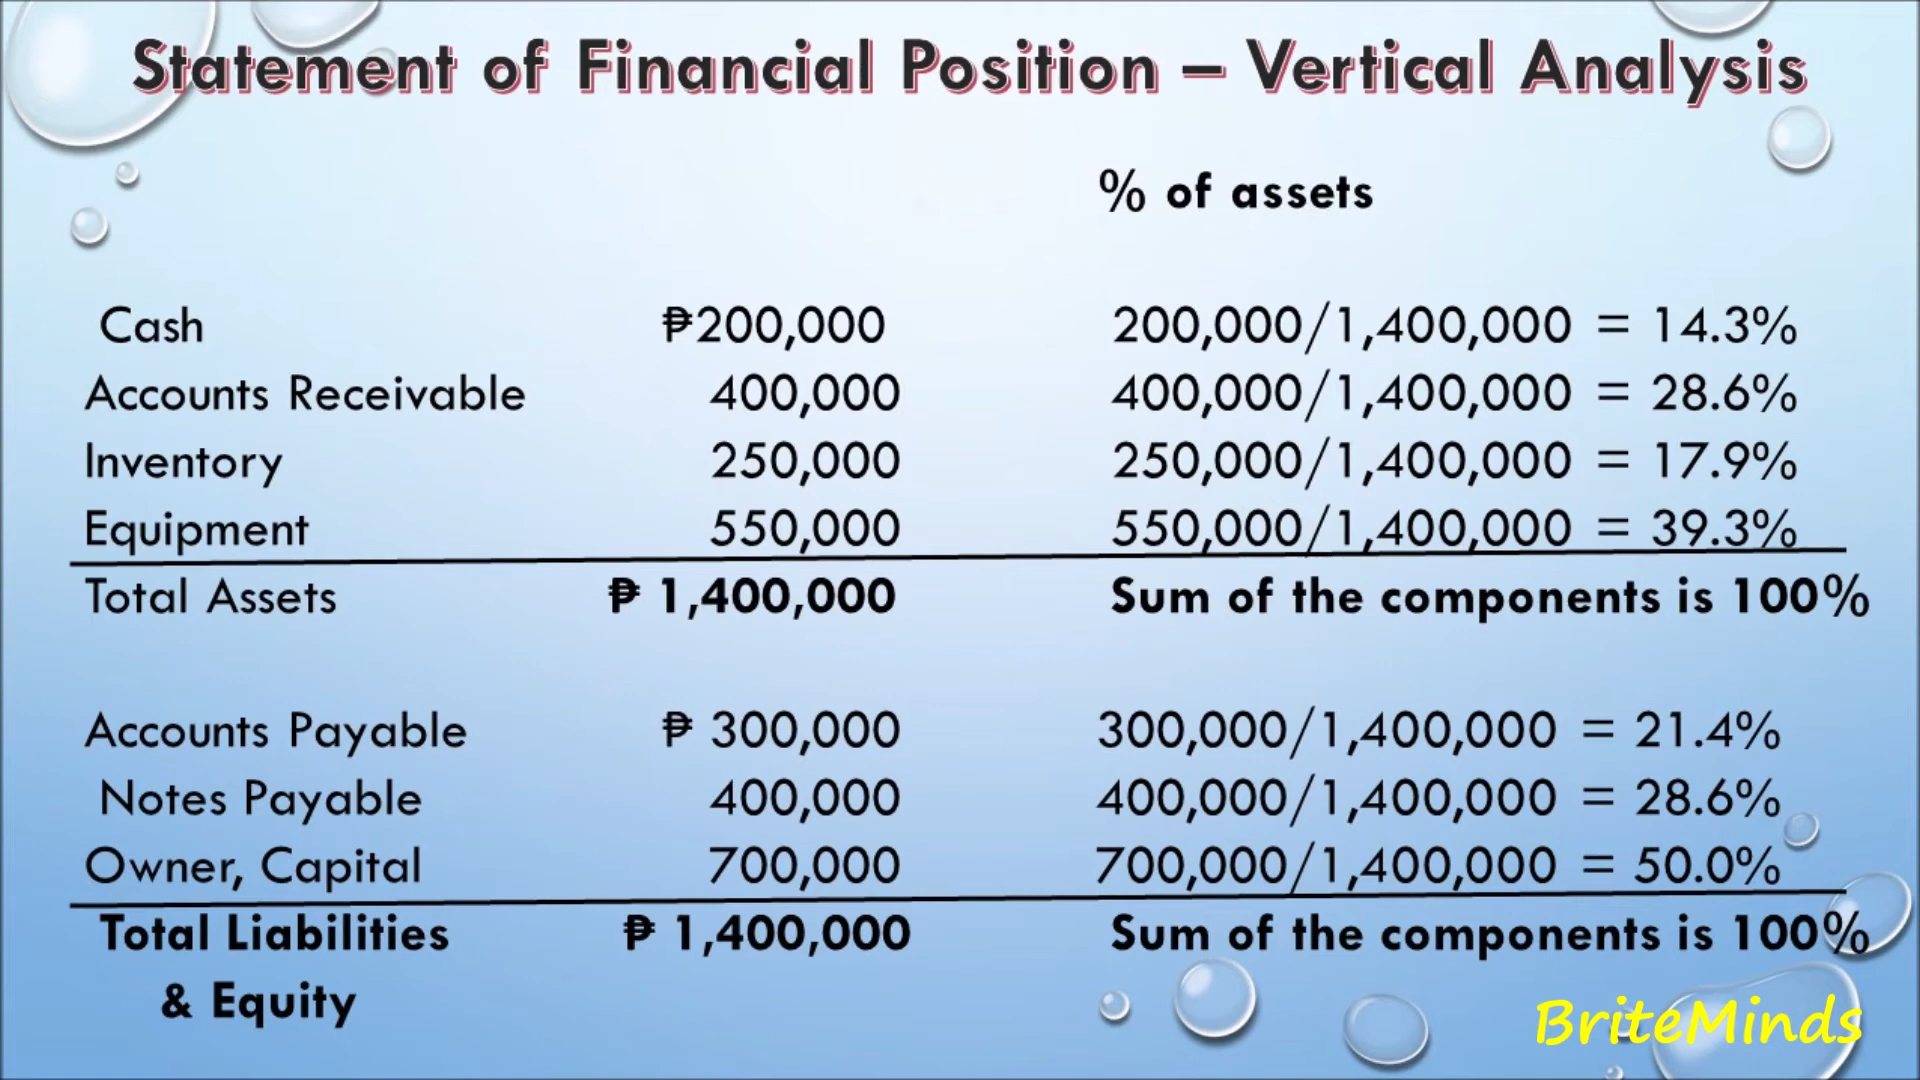 Statement of Financial Position – Vertical Analysis
% of assets
Cash ₱200,000 200,000/1,400,000 = 14.3%
Accounts Receivable 400,000 400,000/1,400,000 = 28.6%
Inventory 250,000 250,000/1,400,000 = 17.9%
Equipment 550,000 550,000/1,400,000 = 39.3%
Total Assets ₱ 1,400,000 Sum of the components is 100%
Accounts Payable ₱ 300,000 300,000/1,400,000 = 21.4%
Notes Payable 400,000 400,000/1,400,000 = 28.6%
Owner, Capital 700,000 700,000/1,400,000 = 50.0%
Total Liabilities ₱ 1,400,000 Sum of the components is 100%
& Equity
BriteMinds